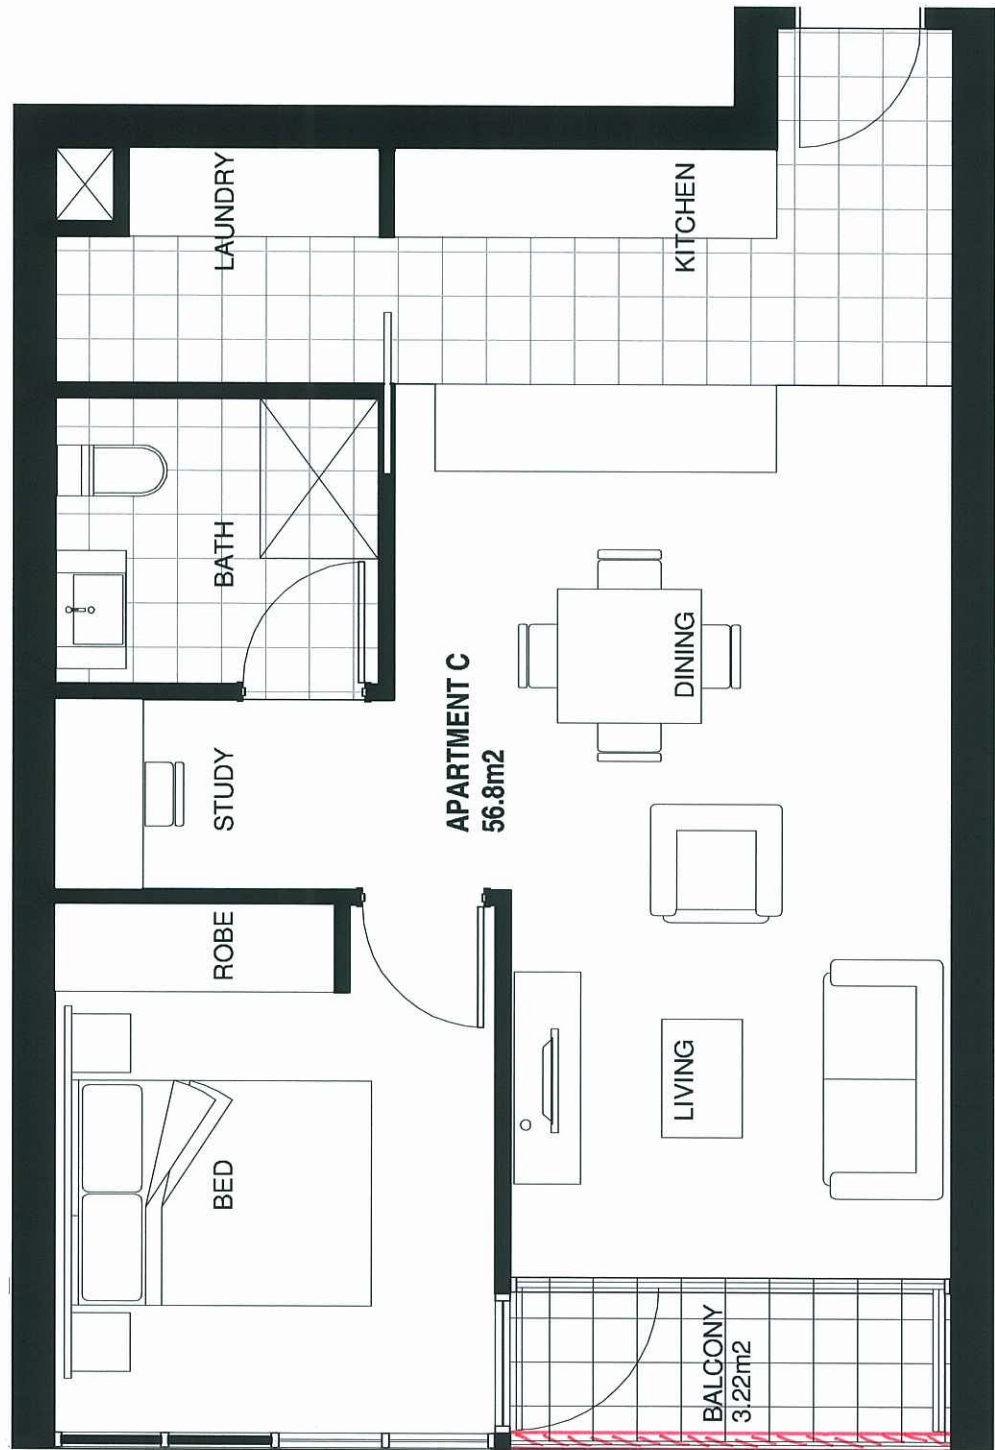 LAUNDRY
KITCHEN
BATH
STUDY
APARTMENT C
56.8m2
DINING
ROBE
BED
LIVING
BALCONY
3.22m2